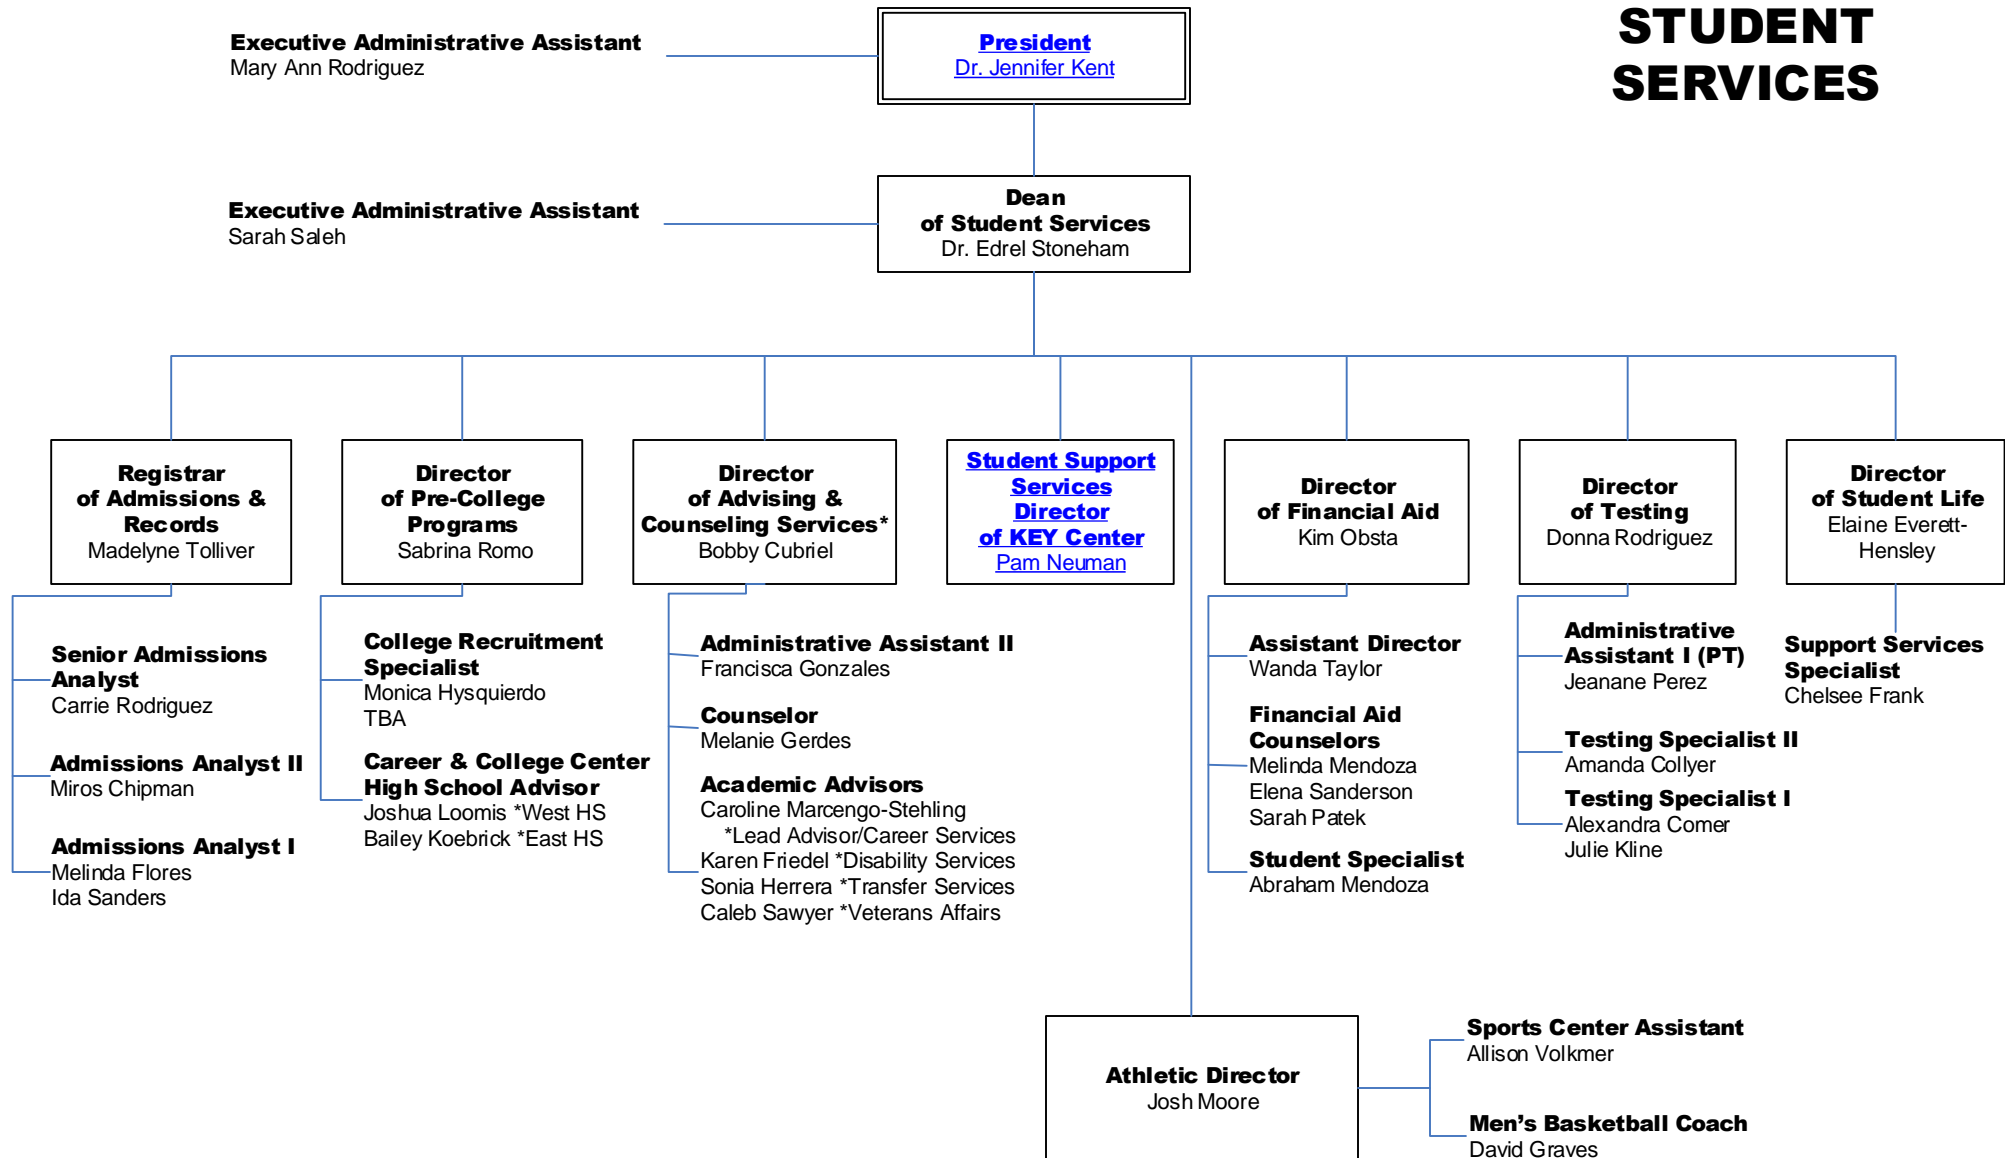 STUDENT
SERVICES
Executive Administrative Assistant
Mary Ann Rodriguez
President
Dr. Jennifer Kent
Executive Administrative Assistant
Sarah Saleh
Dean
of Student Services
Dr. Edrel Stoneham
Registrar
of Admissions &
Records
Madelyne Tolliver
Senior Admissions
Analyst
Carrie Rodriguez
Admissions Analyst II
Miros Chipman
Admissions Analyst I
Melinda Flores
Ida Sanders
Director
of Pre-College
Programs
Sabrina Romo
College Recruitment
Specialist
Monica Hysquierdo
TBA
Career & College Center
High School Advisor
Joshua Loomis *West HS
Bailey Koebrick *East HS
Director
of Advising &
Counseling Services*
Bobby Cubriel
Administrative Assistant II
Francisca Gonzales
Counselor
Melanie Gerdes
Academic Advisors
Caroline Marcengo-Stehling
*Lead Advisor/Career Services
Karen Friedel *Disability Services
Sonia Herrera *Transfer Services
Caleb Sawyer *Veterans Affairs
Student Support
Services
Director
of KEY Center
Pam Neuman
Director
of Financial Aid
Kim Obsta
Assistant Director
Wanda Taylor
Financial Aid
Counselors
Melinda Mendoza
Elena Sanderson
Sarah Patek
Student Specialist
Abraham Mendoza
Director
of Testing
Donna Rodriguez
Administrative
Assistant I (PT)
Jeanane Perez
Testing Specialist II
Amanda Collyer
Testing Specialist I
Alexandra Comer
Julie Kline
Director
of Student Life
Elaine Everett-
Hensley
Support Services
Specialist
Chelsee Frank
Athletic Director
Josh Moore
Sports Center Assistant
Allison Volkmer
Men’s Basketball Coach
David Graves